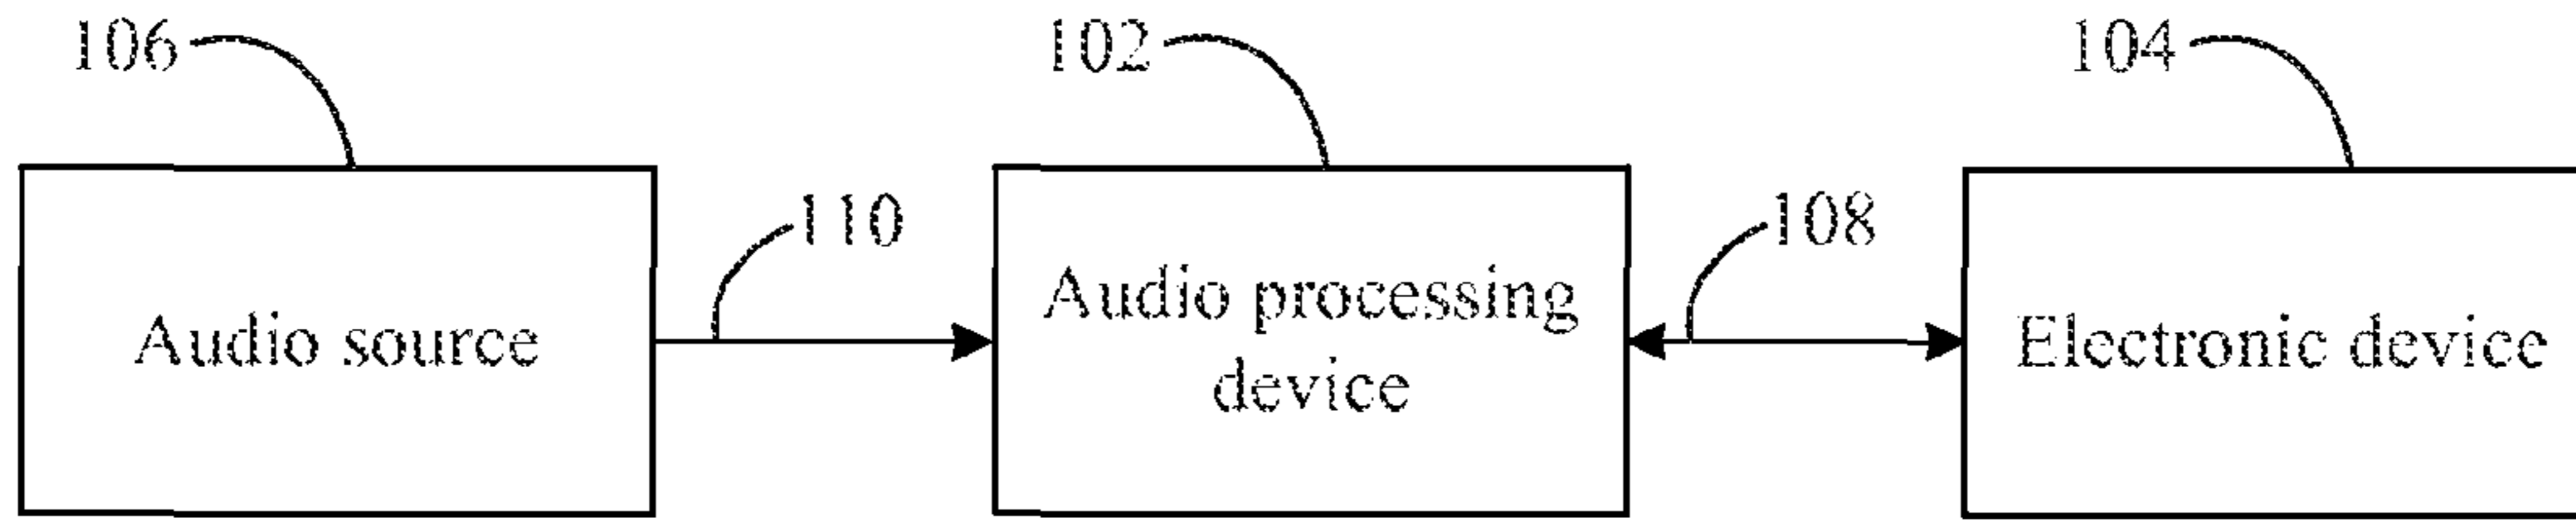 106
102
104
110
108
Audio source
Audio processing
device
Electronic device